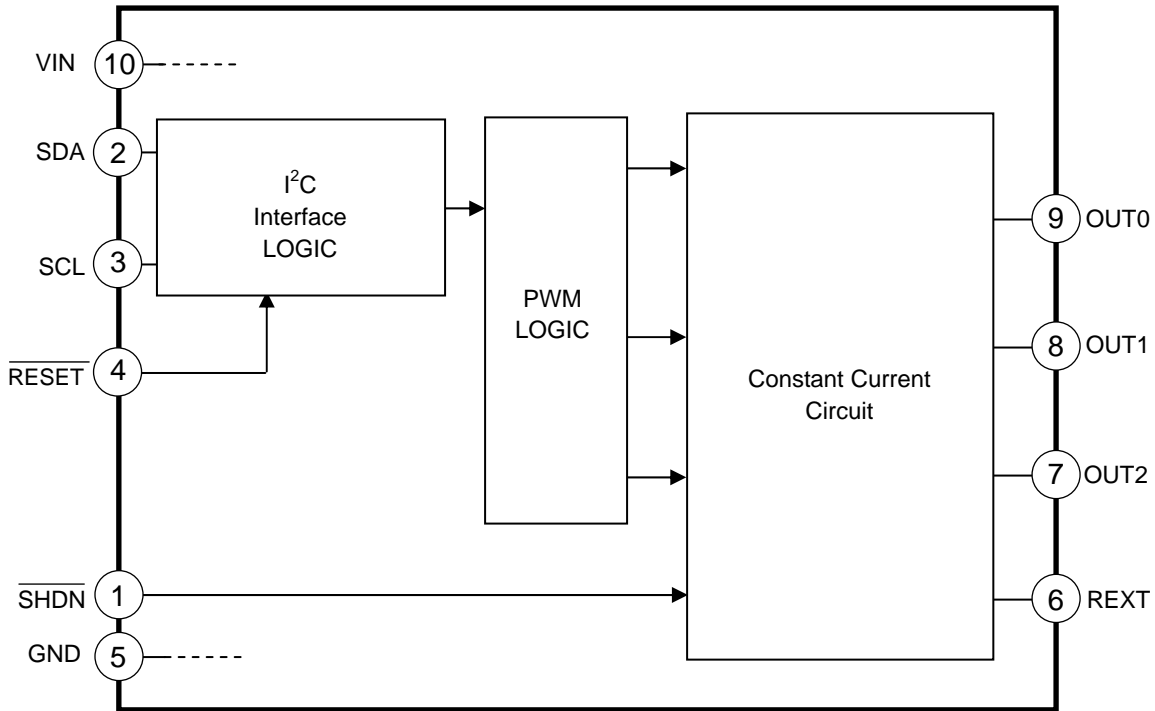 VIN
10
SDA
2
SCL
3
RESET
4
SHDN
1
GND
5
I²C
Interface
LOGIC
PWM
LOGIC
Constant Current
Circuit
9
OUT0
8
OUT1
7
OUT2
6
REXT